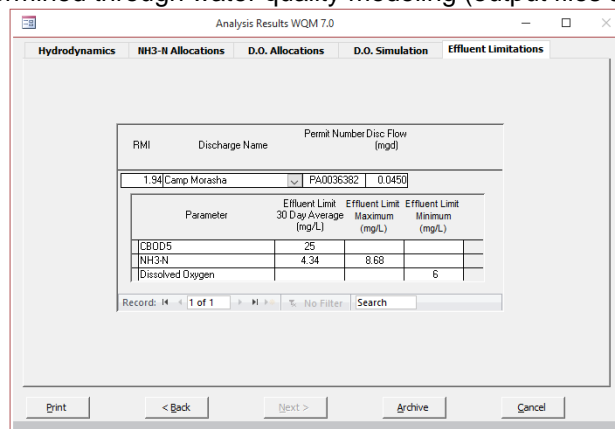 ermined through water quality modeling (output files
Analysis Results WQM 7.0
Hydrodynamics NH3-N Allocations D.O. Allocations D.O. Simulation Effluent Limitations
RMI Discharge Name Permit Number Disc Flow (mgd)
1.94 Camp Morasha PA0036382 0.0450
Parameter Effluent Limit 30 Day Average (mg/L) Effluent Limit Maximum (mg/L) Effluent Limit Minimum (mg/L)
CBOD5 25
NH3-N 4.34 8.68
Dissolved Oxygen 6
Record: 1 of 1 No Filter Search
Print < Back Next > Archive Cancel